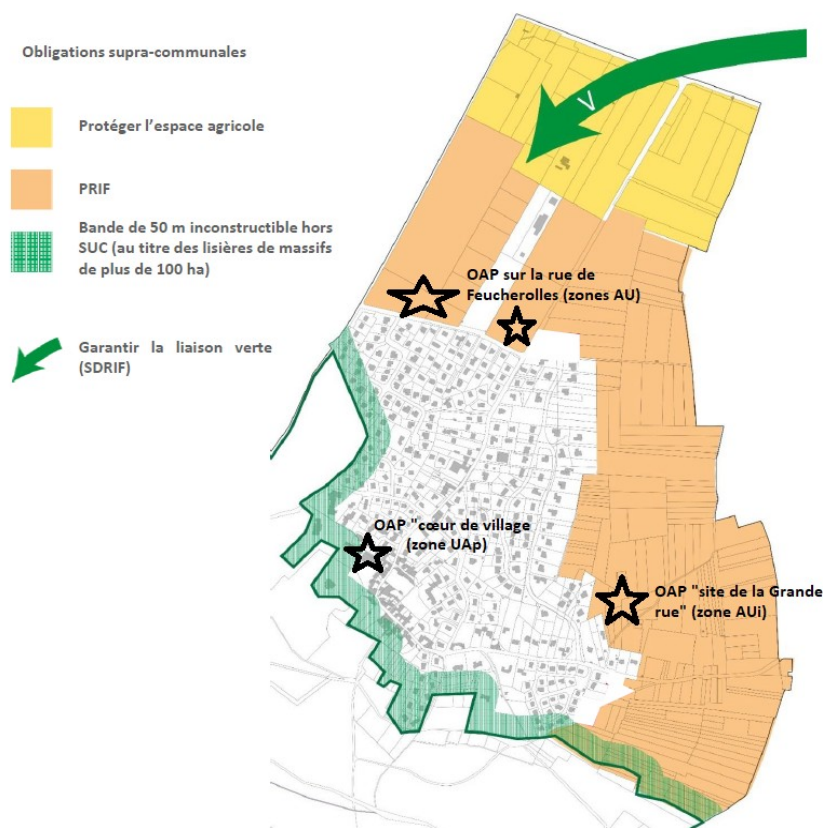 Obligations supra-communales
Protéger l'espace agricole
PRIF
Bande de 50 m inconstructible hors
SUC (au titre des lisières de massifs
de plus de 100 ha)
Garantir la liaison verte
(SDRIF)
V
OAP sur la rue de
Feucherolles (zones AU)
OAP "cœur de village
(zone UAp)
OAP "site de la Grande
rue" (zone AUi)